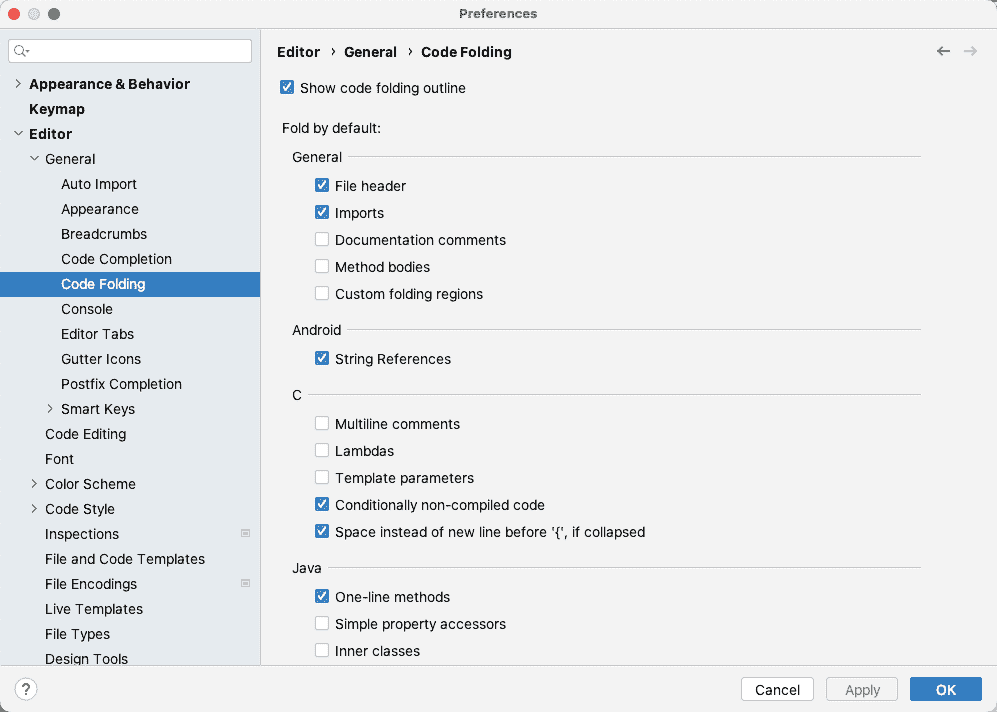 Preferences
Appearance & Behavior
Keymap
Editor
General
Auto Import
Appearance
Breadcrumbs
Code Completion
Code Folding
Console
Editor Tabs
Gutter Icons
Postfix Completion
Smart Keys
Code Editing
Font
Color Scheme
Code Style
Inspections
File and Code Templates
File Encodings
Live Templates
File Types
Design Tools
Editor › General › Code Folding
Show code folding outline
Fold by default:
General
File header
Imports
Documentation comments
Method bodies
Custom folding regions
Android
String References
C
Multiline comments
Lambdas
Template parameters
Conditionally non-compiled code
Space instead of new line before '{', if collapsed
Java
One-line methods
Simple property accessors
Inner classes
?
Cancel
Apply
OK